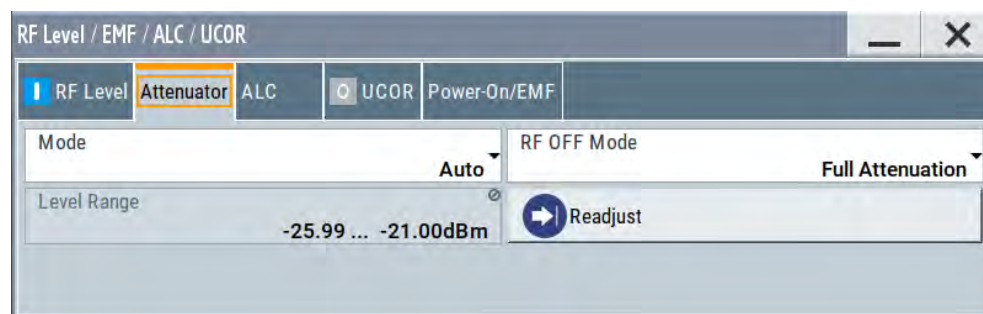 RF Level / EMF / ALC / UCOR
I RF Level Attenuator ALC O UCOR Power-On/EMF
Mode
Auto
RF OFF Mode
Full Attenuation
Level Range
-25.99 ... -21.00dBm
Readjust